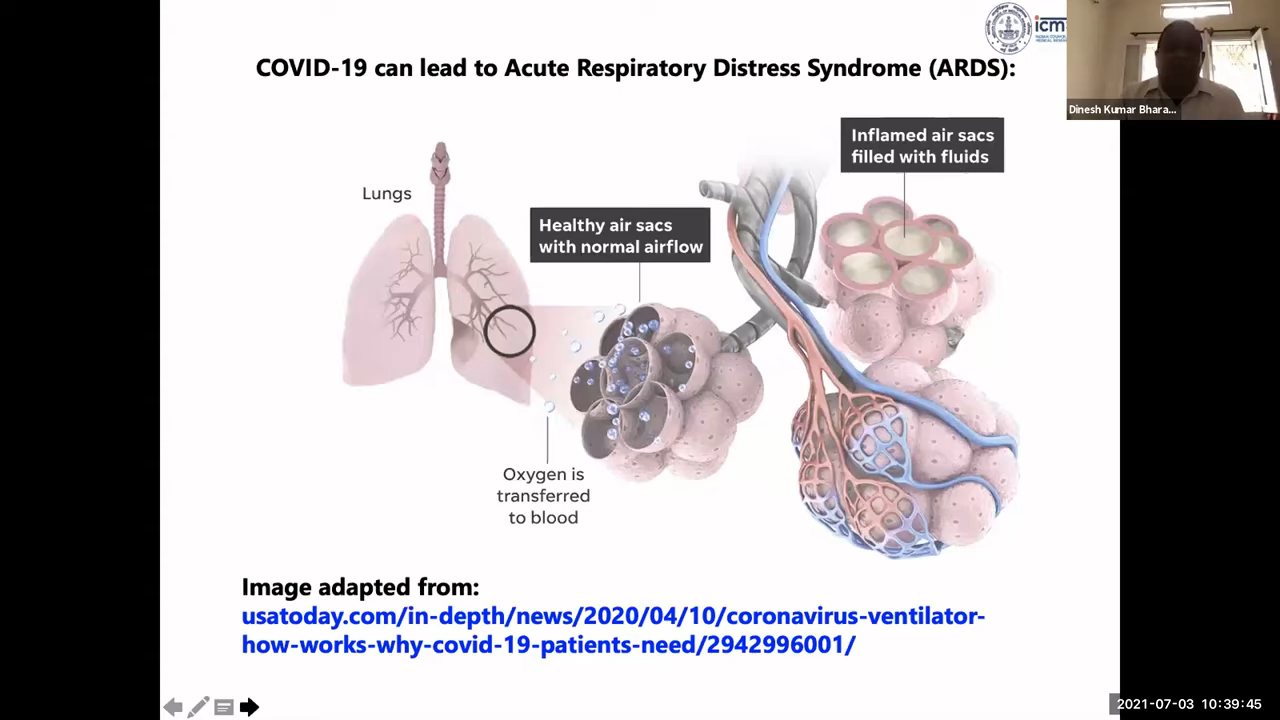 icm
COVID-19 can lead to Acute Respiratory Distress Syndrome (ARDS):
Dinesh Kumar Bhara...
Inflamed air sacs
filled with fluids
Lungs
Healthy air sacs
with normal airflow
Oxygen is
transferred
to blood
Image adapted from:
usatoday.com/in-depth/news/2020/04/10/coronavirus-ventilator-
how-works-why-covid-19-patients-need/2942996001/
2021-07-03 10:39:45